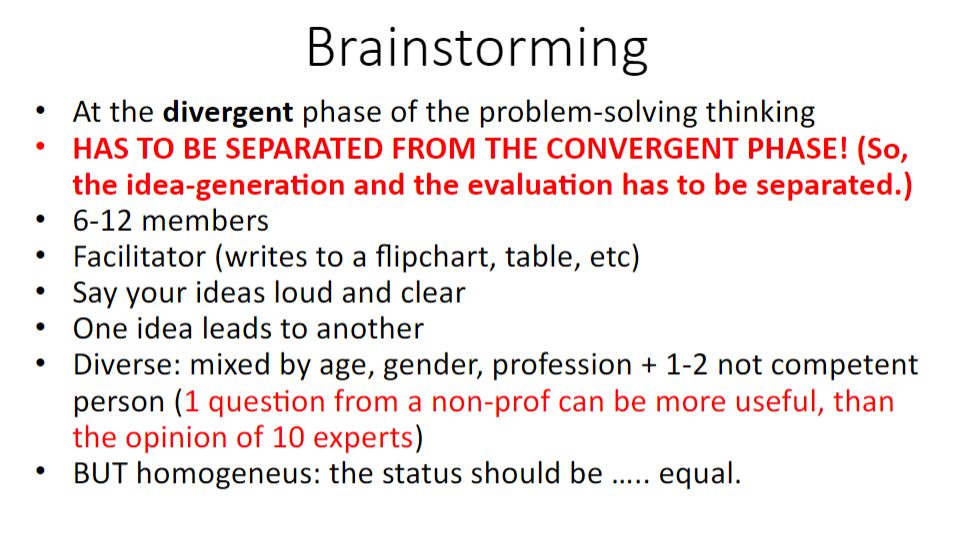 Brainstorming
• At the divergent phase of the problem-solving thinking
• HAS TO BE SEPARATED FROM THE CONVERGENT PHASE! (So,
the idea-generation and the evaluation has to be separated.)
• 6-12 members
• Facilitator (writes to a flipchart, table, etc)
• Say your ideas loud and clear
• One idea leads to another
• Diverse: mixed by age, gender, profession + 1-2 not competent
person (1 question from a non-prof can be more useful, than
the opinion of 10 experts)
• BUT homogeneus: the status should be ..... equal.